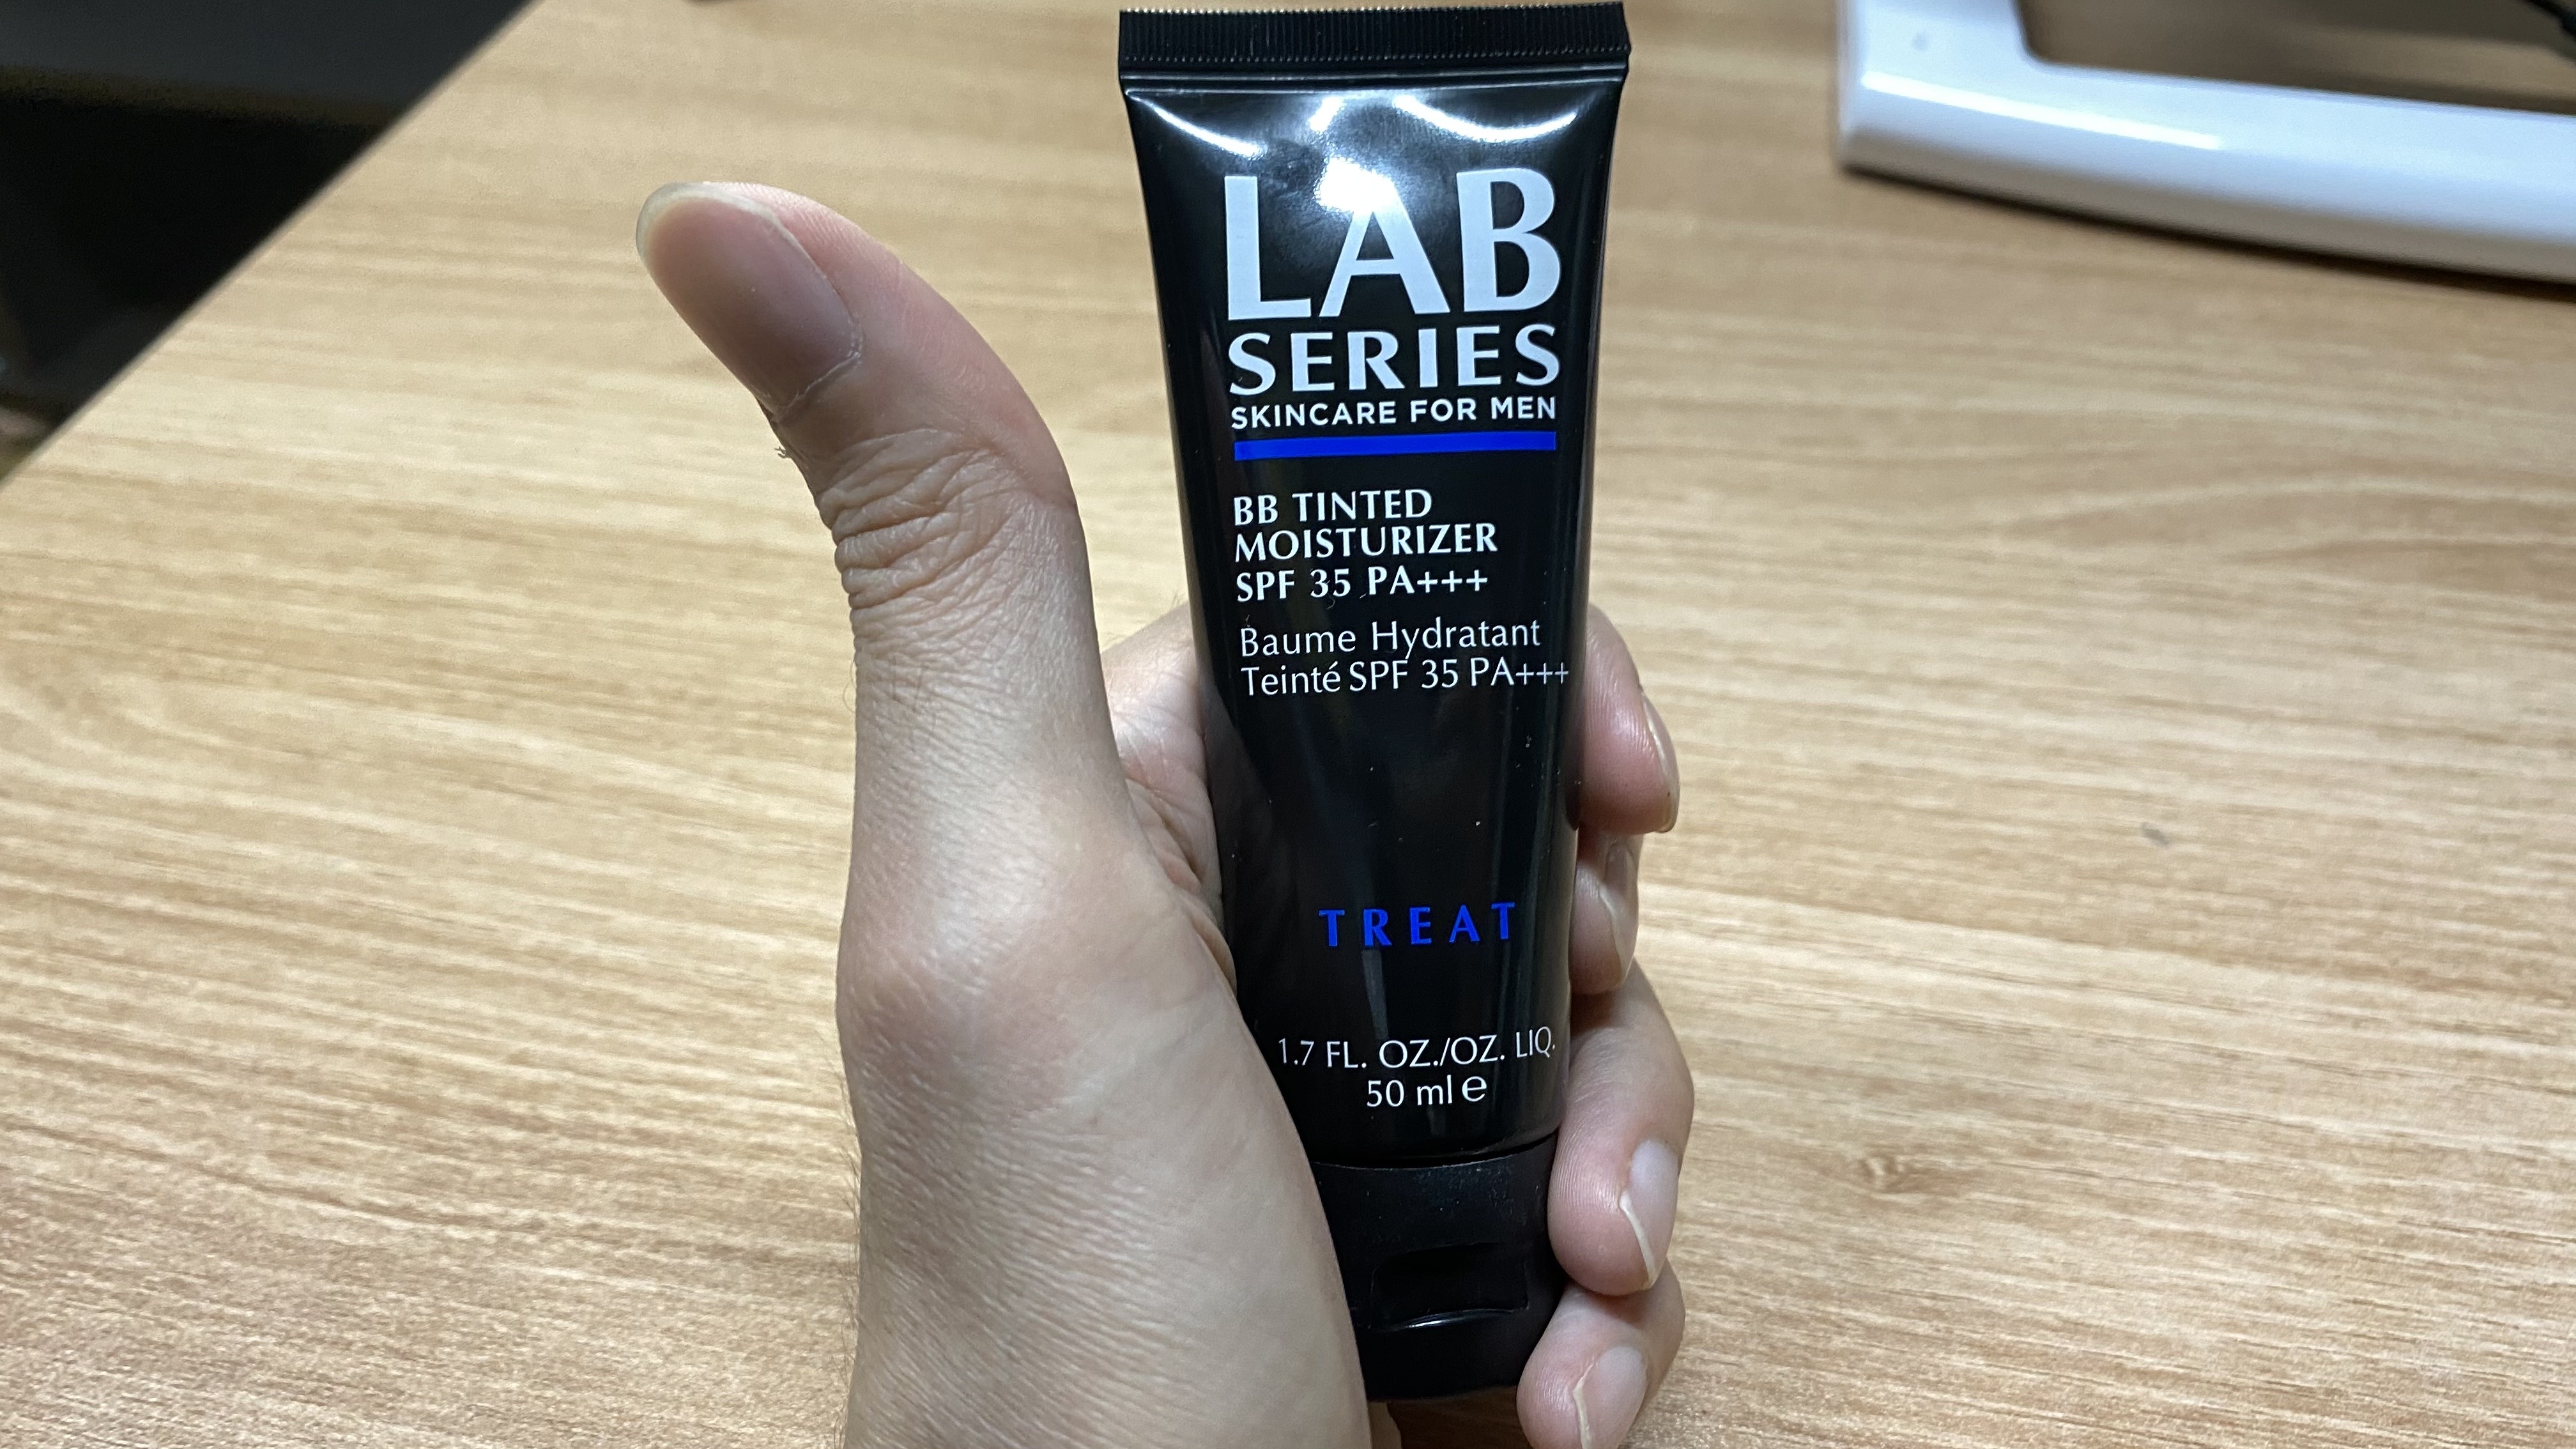 LAB
SERIES
SKINCARE FOR MEN
BB TINTED
MOISTURIZER
SPF 35 PA+++
Baume Hydratant
Teinté SPF 35 PA+++
TREAT
1.7 FL. OZ./OZ. LIQ.
50 ml ℮